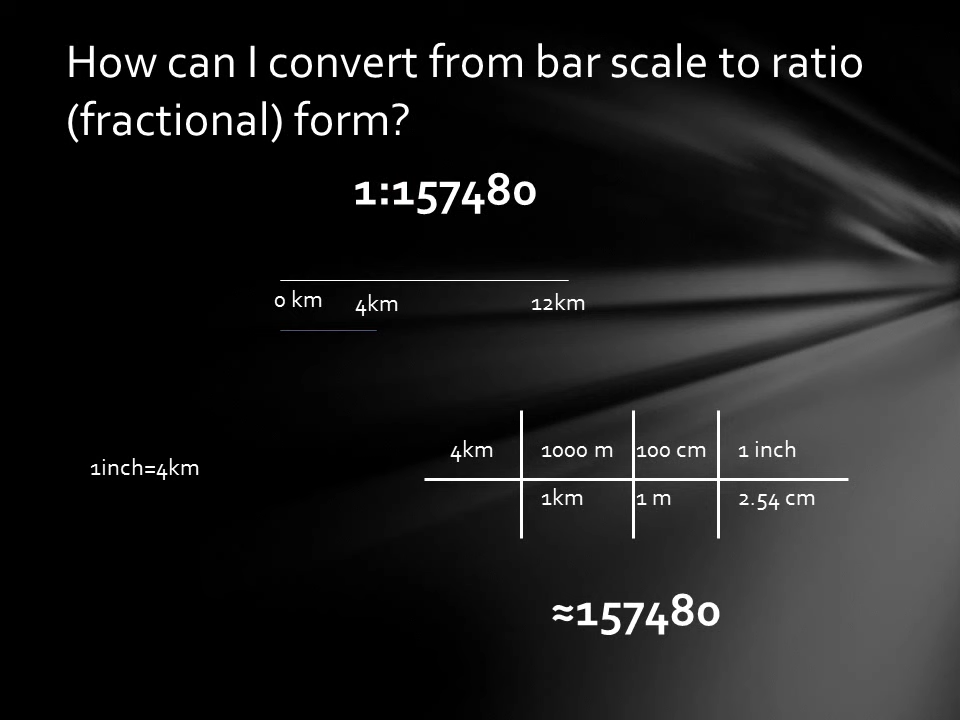 How can I convert from bar scale to ratio
(fractional) form?
1:157480
0 km 4km 12km
1inch=4km
4km 1000 m 100 cm 1 inch
1km 1 m 2.54 cm
≈157480